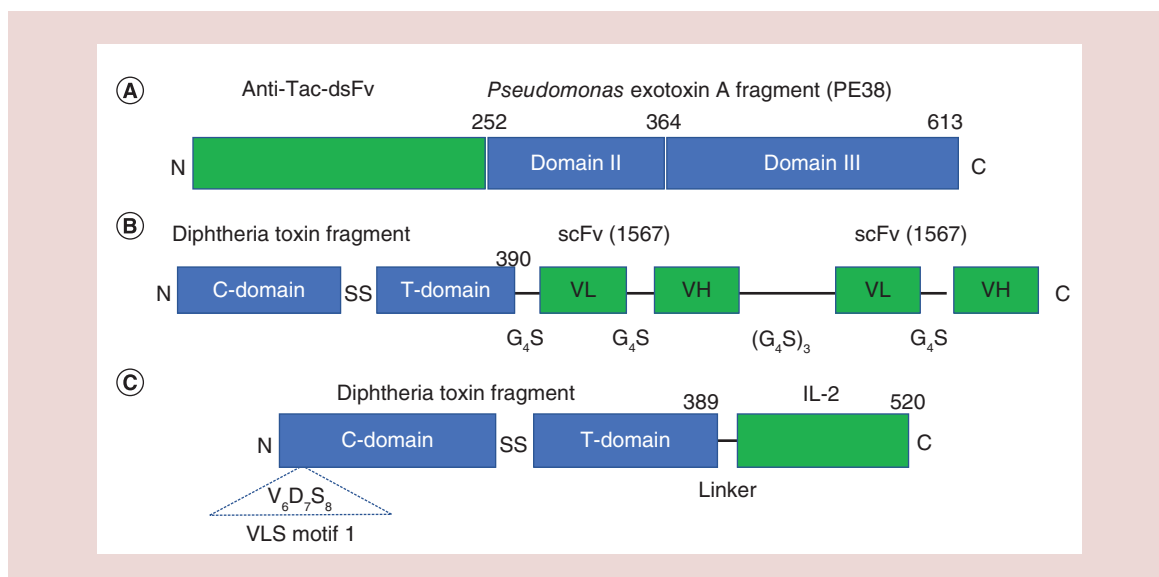 A
Anti-Tac-dsFv Pseudomonas exotoxin A fragment (PE38)
252 364 613
N Domain II Domain III C
B
Diphtheria toxin fragment scFv (1567) scFv (1567)
390
N C-domain SS T-domain VL VH VL VH C
G₄S G₄S (G₄S)₃ G₄S
C
Diphtheria toxin fragment IL-2
389 520
N C-domain SS T-domain C
Linker
V₆D₇S₈
VLS motif 1